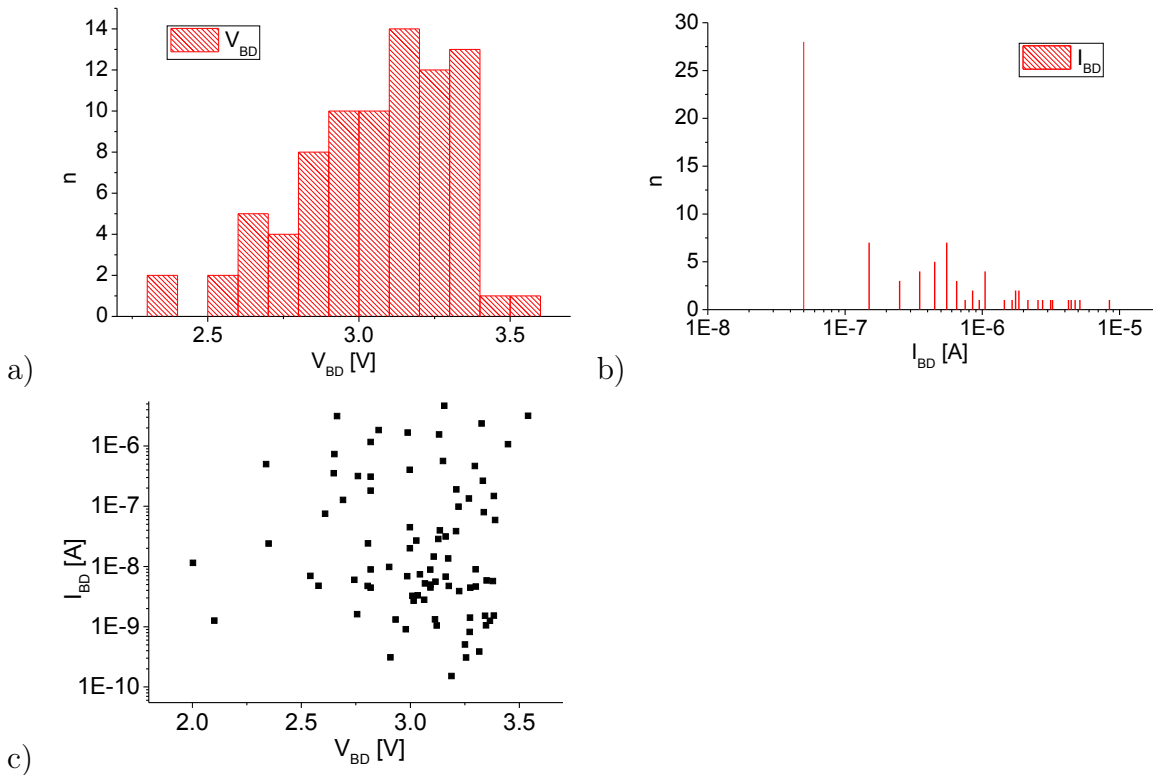 14
12
10
8
6
4
2
0
n
V_BD
2.5 3.0 3.5
V_BD [V]
a)
30
25
20
15
10
5
0
n
I_BD
1E-8 1E-7 1E-6 1E-5
I_BD [A]
b)
1E-6
1E-7
1E-8
1E-9
1E-10
I_BD [A]
2.0 2.5 3.0 3.5
V_BD [V]
c)